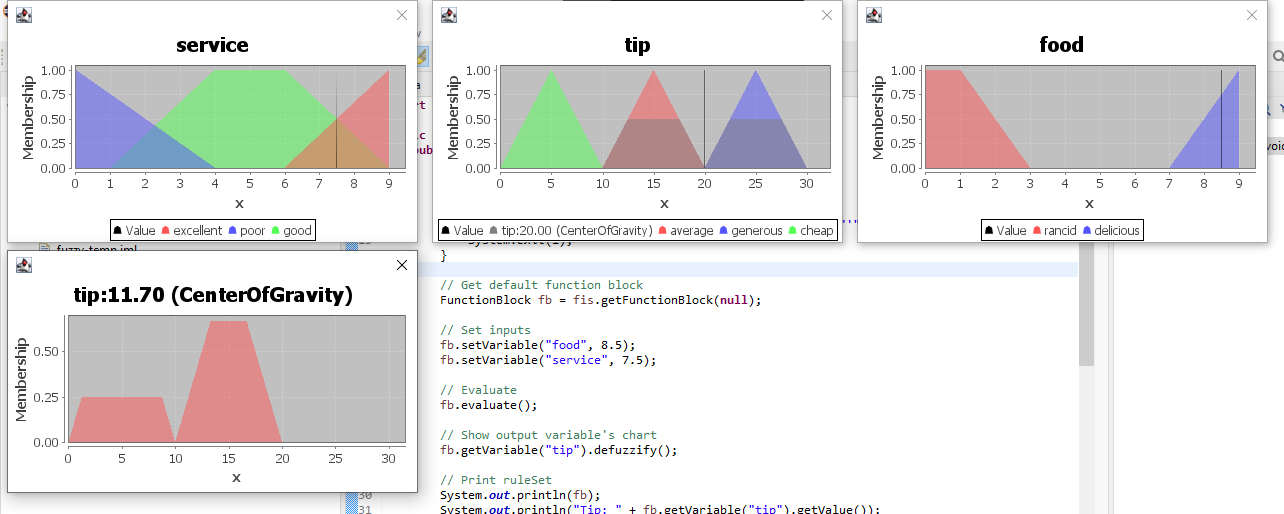 service
Membership
1.00
0.75
0.50
0.25
0.00
0 1 2 3 4 5 6 7 8 9
x
Value excellent poor good
tip
Membership
1.00
0.75
0.50
0.25
0.00
0 5 10 15 20 25 30
x
Value tip:20.00 (CenterOfGravity) average generous cheap
food
Membership
1.00
0.75
0.50
0.25
0.00
0 1 2 3 4 5 6 7 8 9
x
Value rancid delicious
fuzzy-temp.iml
tip:11.70 (CenterOfGravity)
Membership
0.50
0.25
0.00
0 5 10 15 20 25 30
x
System.exit(1);
}
// Get default function block
FunctionBlock fb = fis.getFunctionBlock(null);
// Set inputs
fb.setVariable("food", 8.5);
fb.setVariable("service", 7.5);
// Evaluate
fb.evaluate();
// Show output variable's chart
fb.getVariable("tip").defuzzify();
// Print ruleSet
30 System.out.println(fb);
31 System.out.println("Tip: " + fb.getVariable("tip").getValue());